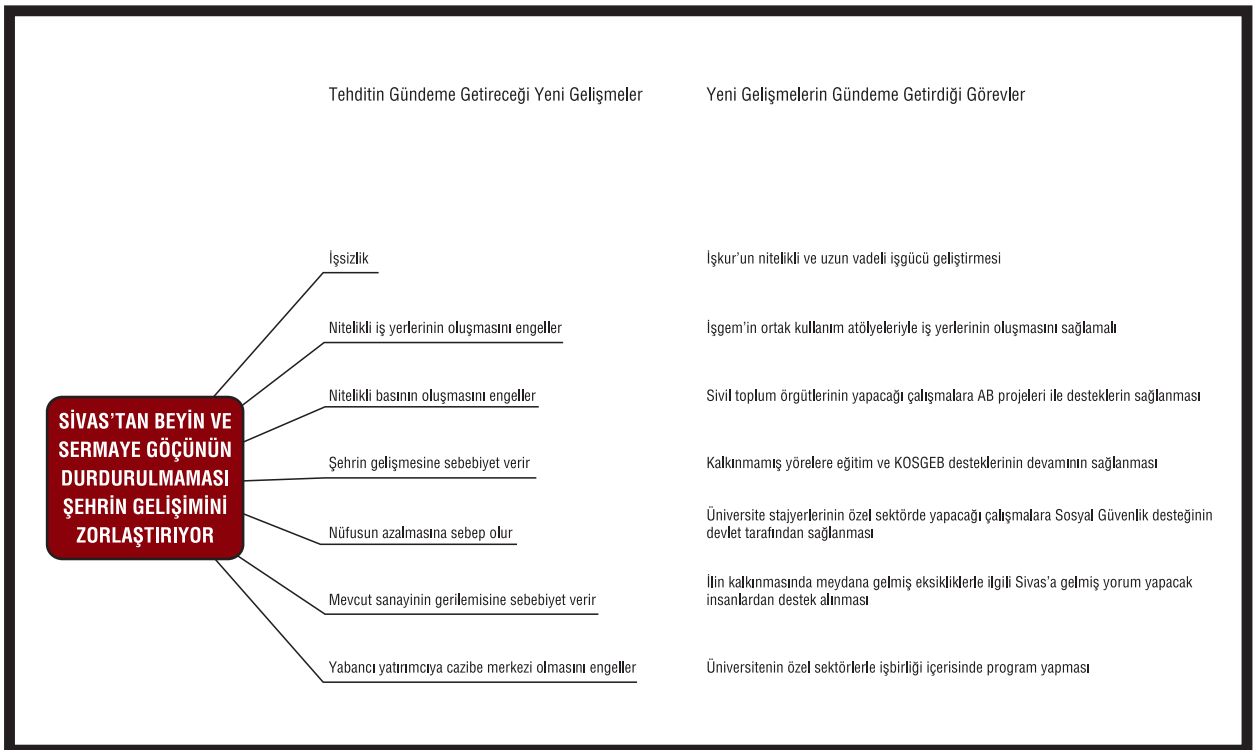 Tehditin Gündeme Getireceği Yeni Gelişmeler
Yeni Gelişmelerin Gündeme Getirdiği Görevler
SİVAS'TAN BEYİN VE
SERMAYE GÖÇÜNÜN
DURDURULMAMASI
ŞEHRİN GELİŞİMİNİ
ZORLAŞTIRIYOR
İşsizlik
İşkur'un nitelikli ve uzun vadeli işgücü geliştirmesi
Nitelikli iş yerlerinin oluşmasını engeller
İşgem'in ortak kullanım atölyeleriyle iş yerlerinin oluşmasını sağlamalı
Nitelikli basının oluşmasını engeller
Sivil toplum örgütlerinin yapacağı çalışmalara AB projeleri ile desteklerin sağlanması
Şehrin gelişmesine sebebiyet verir
Kalkınmamış yörelere eğitim ve KOSGEB desteklerinin devamının sağlanması
Nüfusun azalmasına sebep olur
Üniversite stajyerlerinin özel sektörde yapacağı çalışmalara Sosyal Güvenlik desteğinin
devlet tarafından sağlanması
Mevcut sanayinin gerilemisine sebebiyet verir
İlin kalkınmasında meydana gelmiş eksikliklerle ilgili Sivas'a gelmiş yorum yapacak
insanlardan destek alınması
Yabancı yatırımcıya cazibe merkezi olmasını engeller
Üniversitenin özel sektörlerle işbirliği içerisinde program yapması